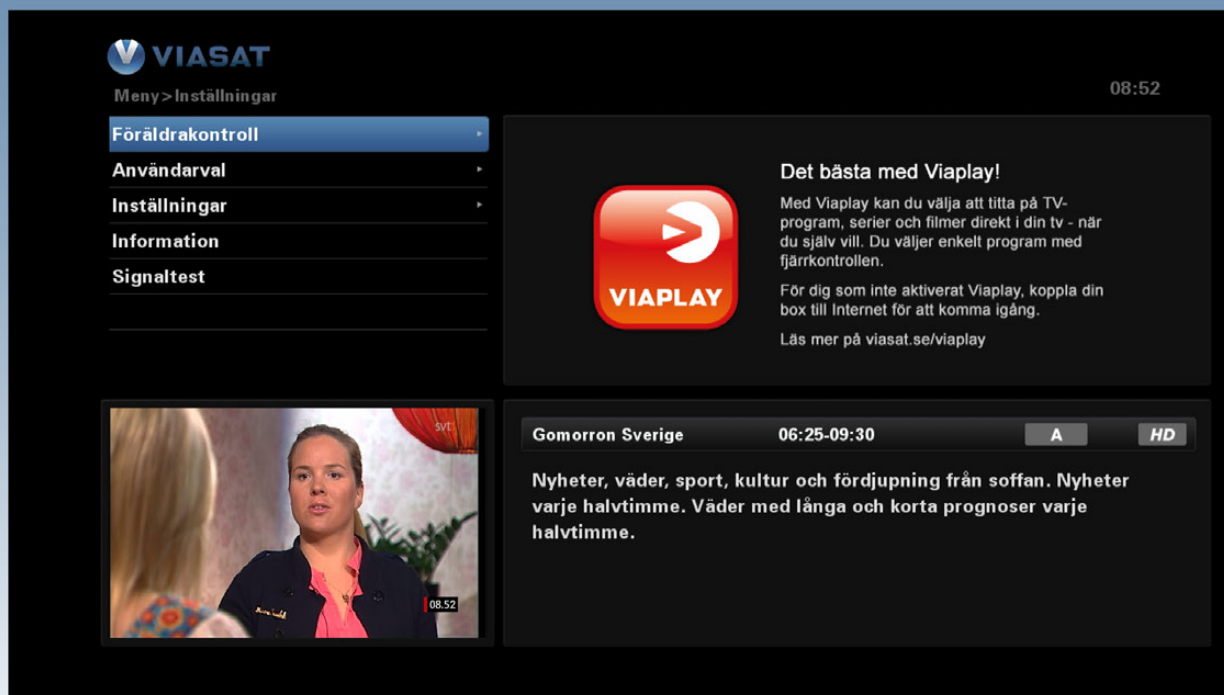 VIASAT
Meny>Inställningar
08:52
Föräldrakontroll
Användarval
Inställningar
Information
Signaltest
VIAPLAY
Det bästa med Viaplay!
Med Viaplay kan du välja att titta på TV-
program, serier och filmer direkt i din tv - när
du själv vill. Du väljer enkelt program med
fjärrkontrollen.
För dig som inte aktiverat Viaplay, koppla din
box till Internet för att komma igång.
Läs mer på viasat.se/viaplay
svt
08.52
Gomorron Sverige 06:25-09:30 A HD
Nyheter, väder, sport, kultur och fördjupning från soffan. Nyheter
varje halvtimme. Väder med långa och korta prognoser varje
halvtimme.